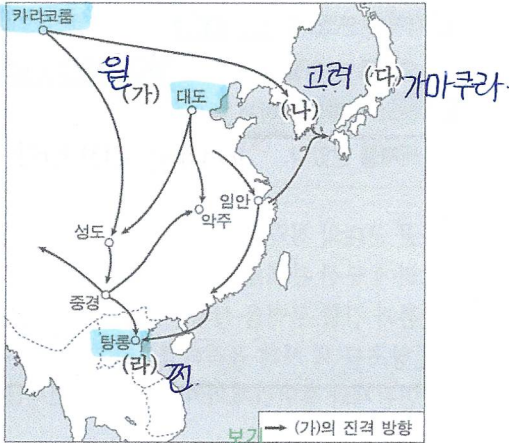 카라코룸
원
(가)
대도
고려 (다) 가마쿠라
(나)
임안
악주
성도
중경
탕롱
(라) 찐
보기
→ (가)의 진격 방향